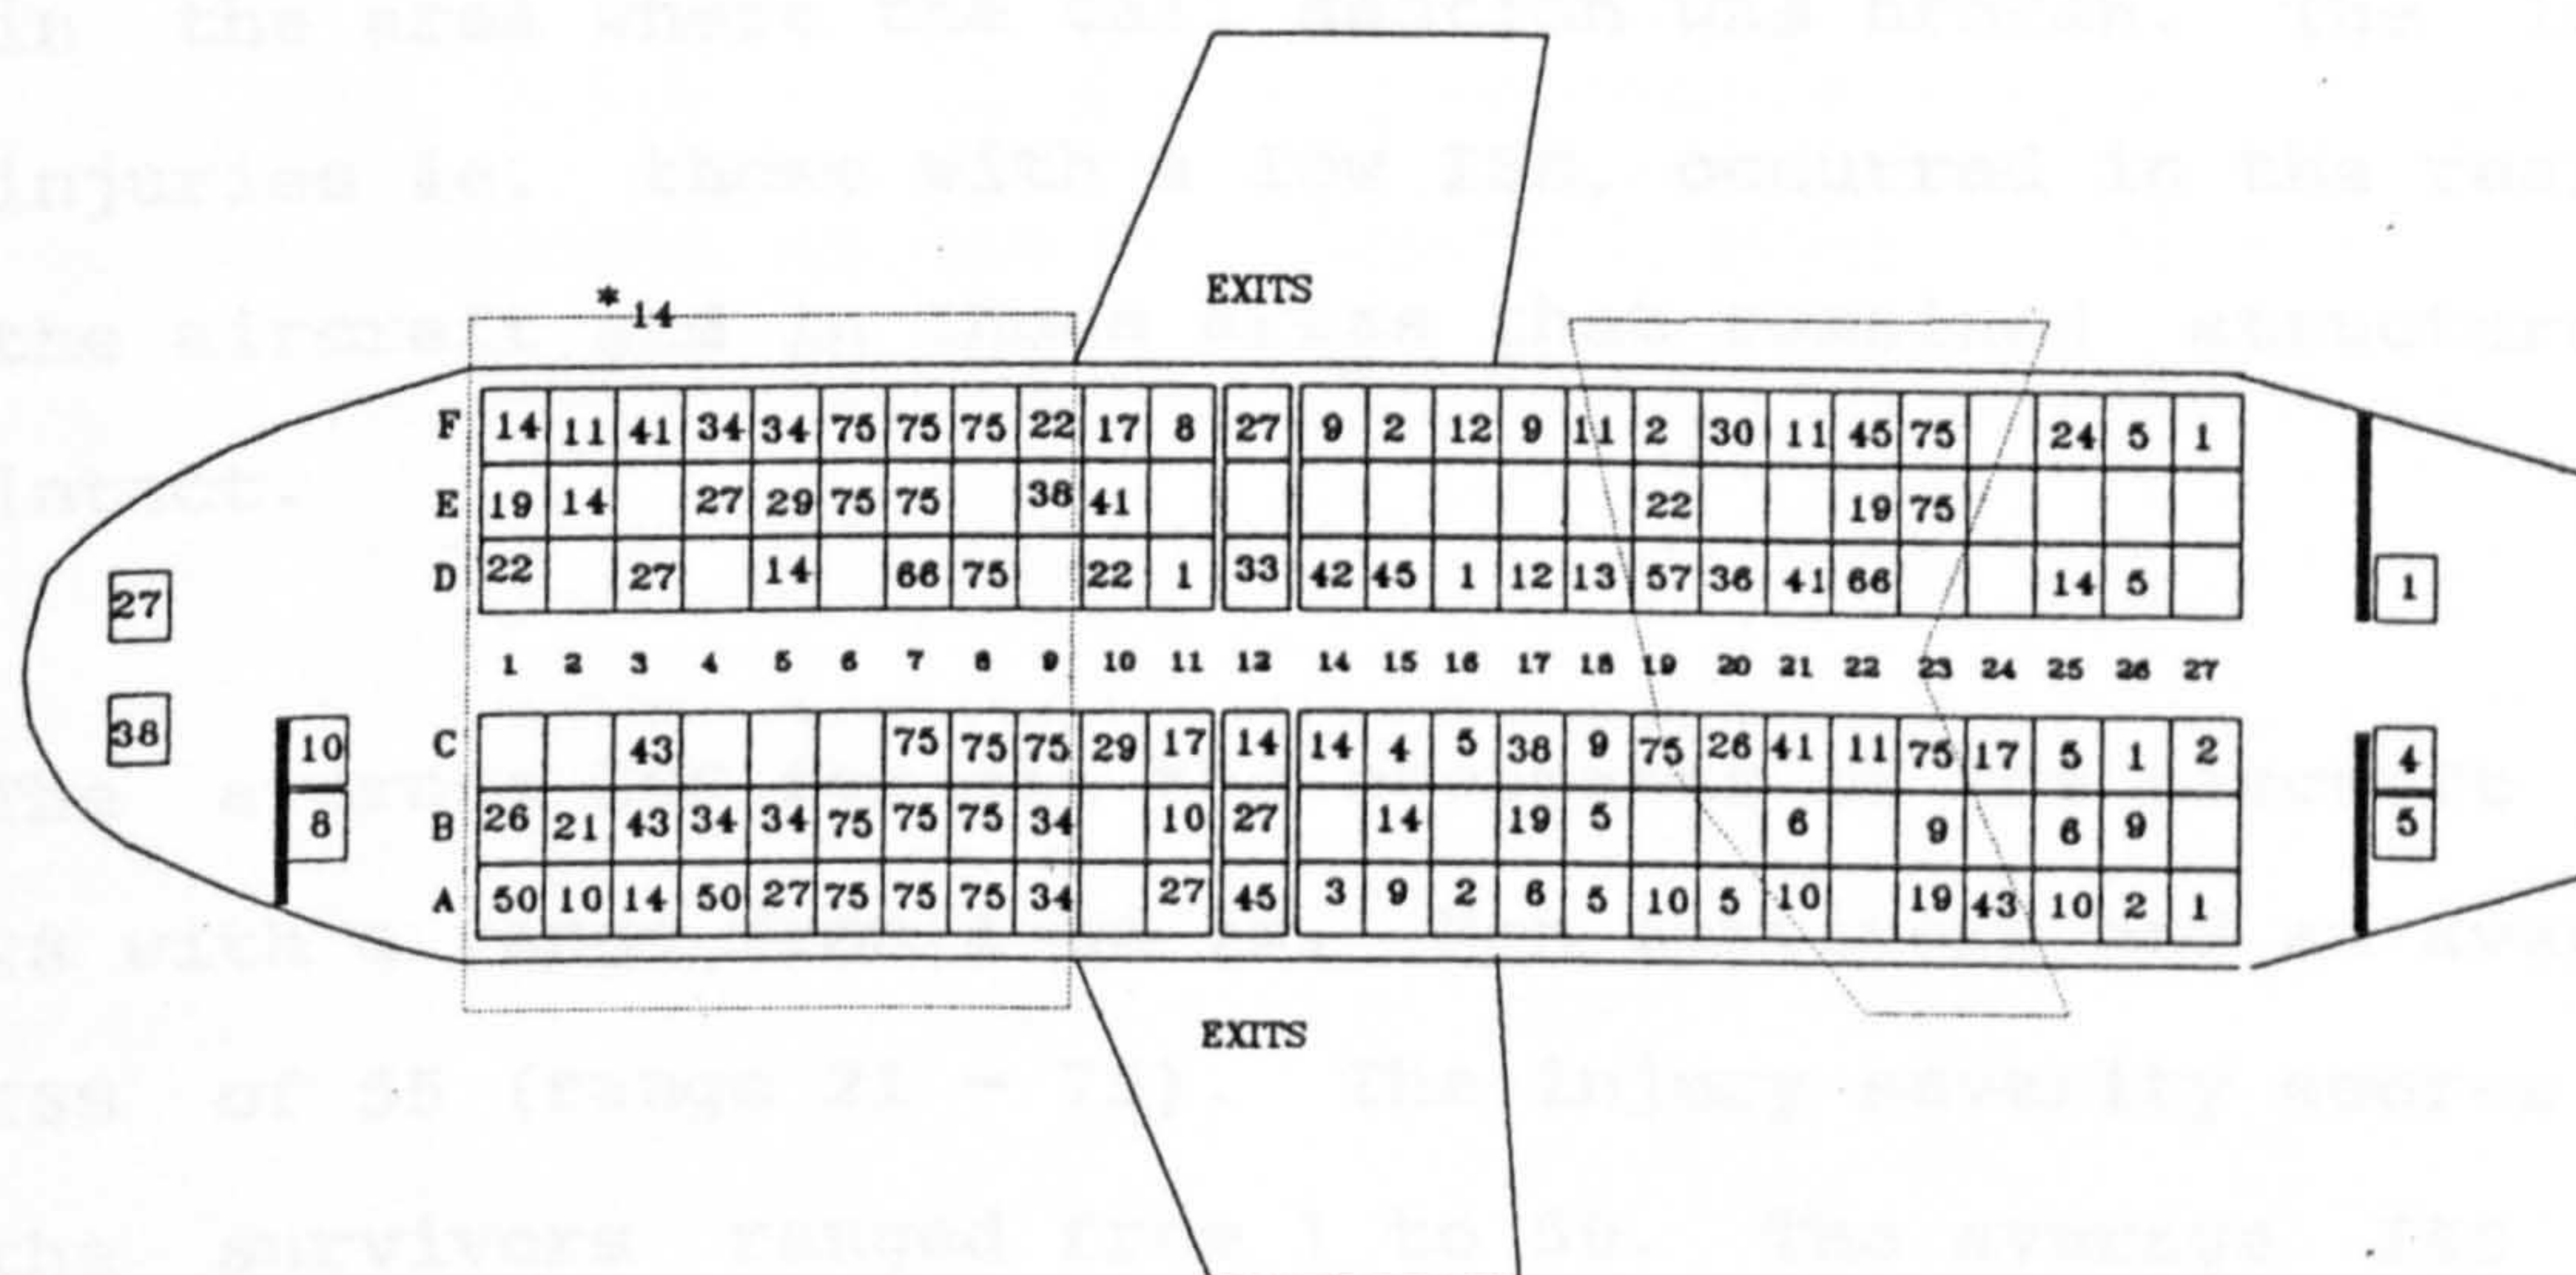 EXITS
* 14
F 14 11 41 34 34 75 75 75 22 17 8 27 9 2 12 9 11 2 30 11 45 75 24 5 1
E 19 14 27 29 75 75 38 41 22 19 75
D 22 27 14 66 75 22 1 33 42 45 1 12 13 57 36 41 66 14 5
27 1
1 2 3 4 5 6 7 8 9 10 11 12 14 15 16 17 18 19 20 21 22 23 24 25 26 27
38 10 C 43 75 75 75 29 17 14 14 4 5 38 9 75 26 41 11 75 17 5 1 2 4
8 B 26 21 43 34 34 75 75 75 34 10 27 14 19 5 6 9 6 9 5
A 50 10 14 50 27 75 75 75 34 27 45 3 9 2 6 5 10 5 10 19 43 10 2 1
EXITS